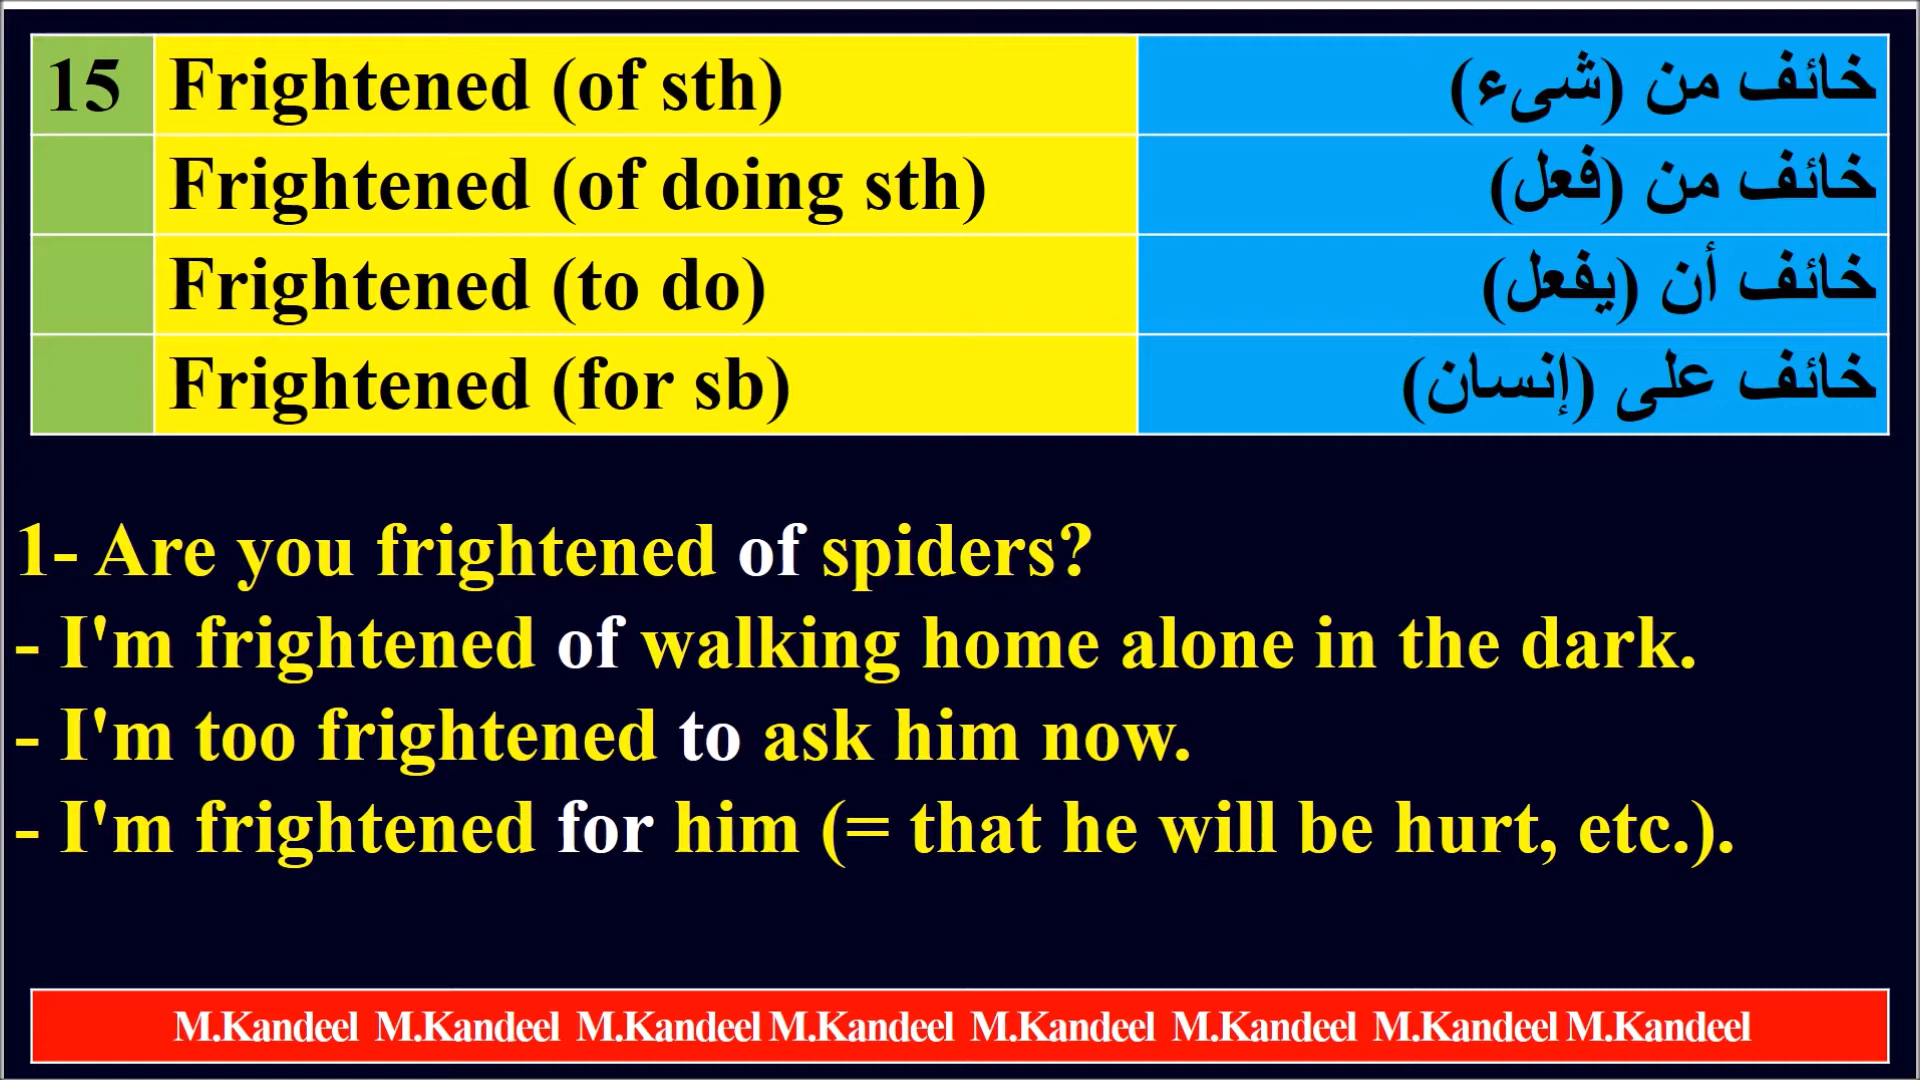 15 Frightened (of sth) خائف من (شىء)
Frightened (of doing sth) خائف من (فعل)
Frightened (to do) خائف أن (يفعل)
Frightened (for sb) خائف على (إنسان)
1- Are you frightened of spiders?
- I'm frightened of walking home alone in the dark.
- I'm too frightened to ask him now.
- I'm frightened for him (= that he will be hurt, etc.).
M.Kandeel M.Kandeel M.Kandeel M.Kandeel M.Kandeel M.Kandeel M.Kandeel M.Kandeel